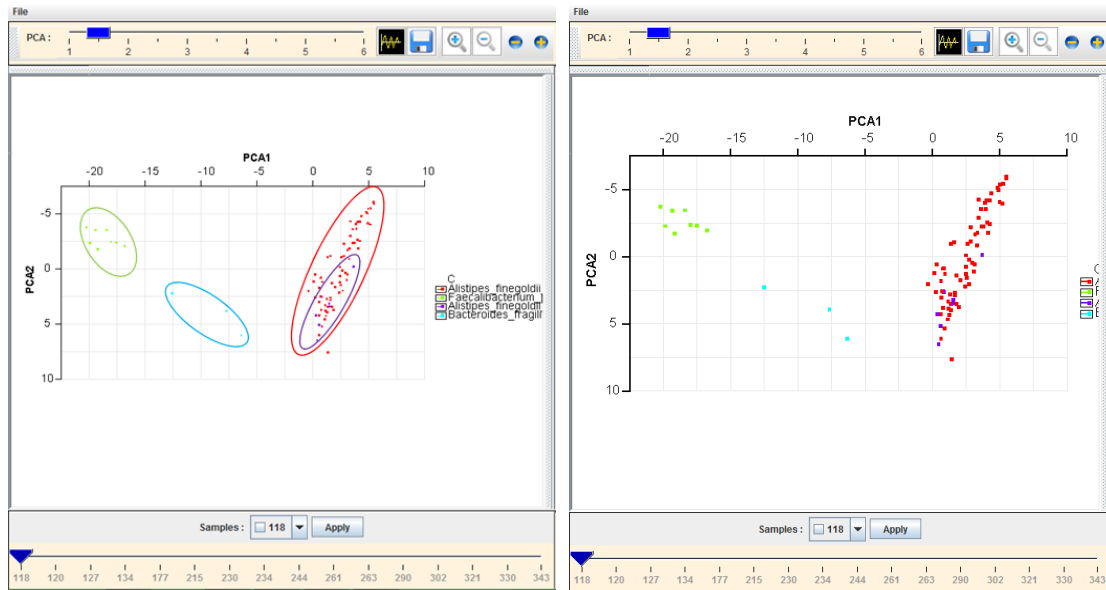 File
PCA :
1 2 3 4 5 6
PCA1
-20 -15 -10 -5 0 5 10
-5
0
5
10
PCA2
C
Alistipes_finegoldii
Faecalibacterium_
Alistipes_finegoldii
Bacteroides_fragil
Samples : 118 Apply
118 120 127 134 177 215 230 234 244 261 263 290 302 321 343
File
PCA :
1 2 3 4 5 6
PCA1
-20 -15 -10 -5 0 5 10
-5
0
5
10
PCA2
Samples : 118 Apply
118 120 127 134 177 215 230 234 244 261 263 290 302 321 343